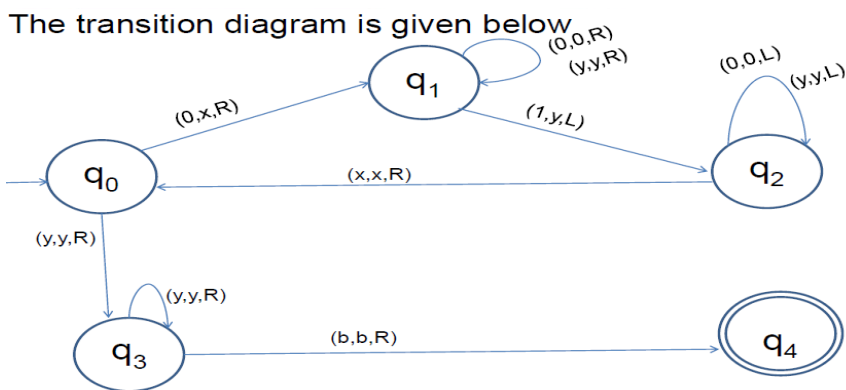 The transition diagram is given below
(0,0,R)
(y,y,R)
q1
(0,0,L)
(y,y,L)
(0,x,R)
(1,y,L)
q0
(x,x,R)
q2
(y,y,R)
(y,y,R)
q3
(b,b,R)
q4